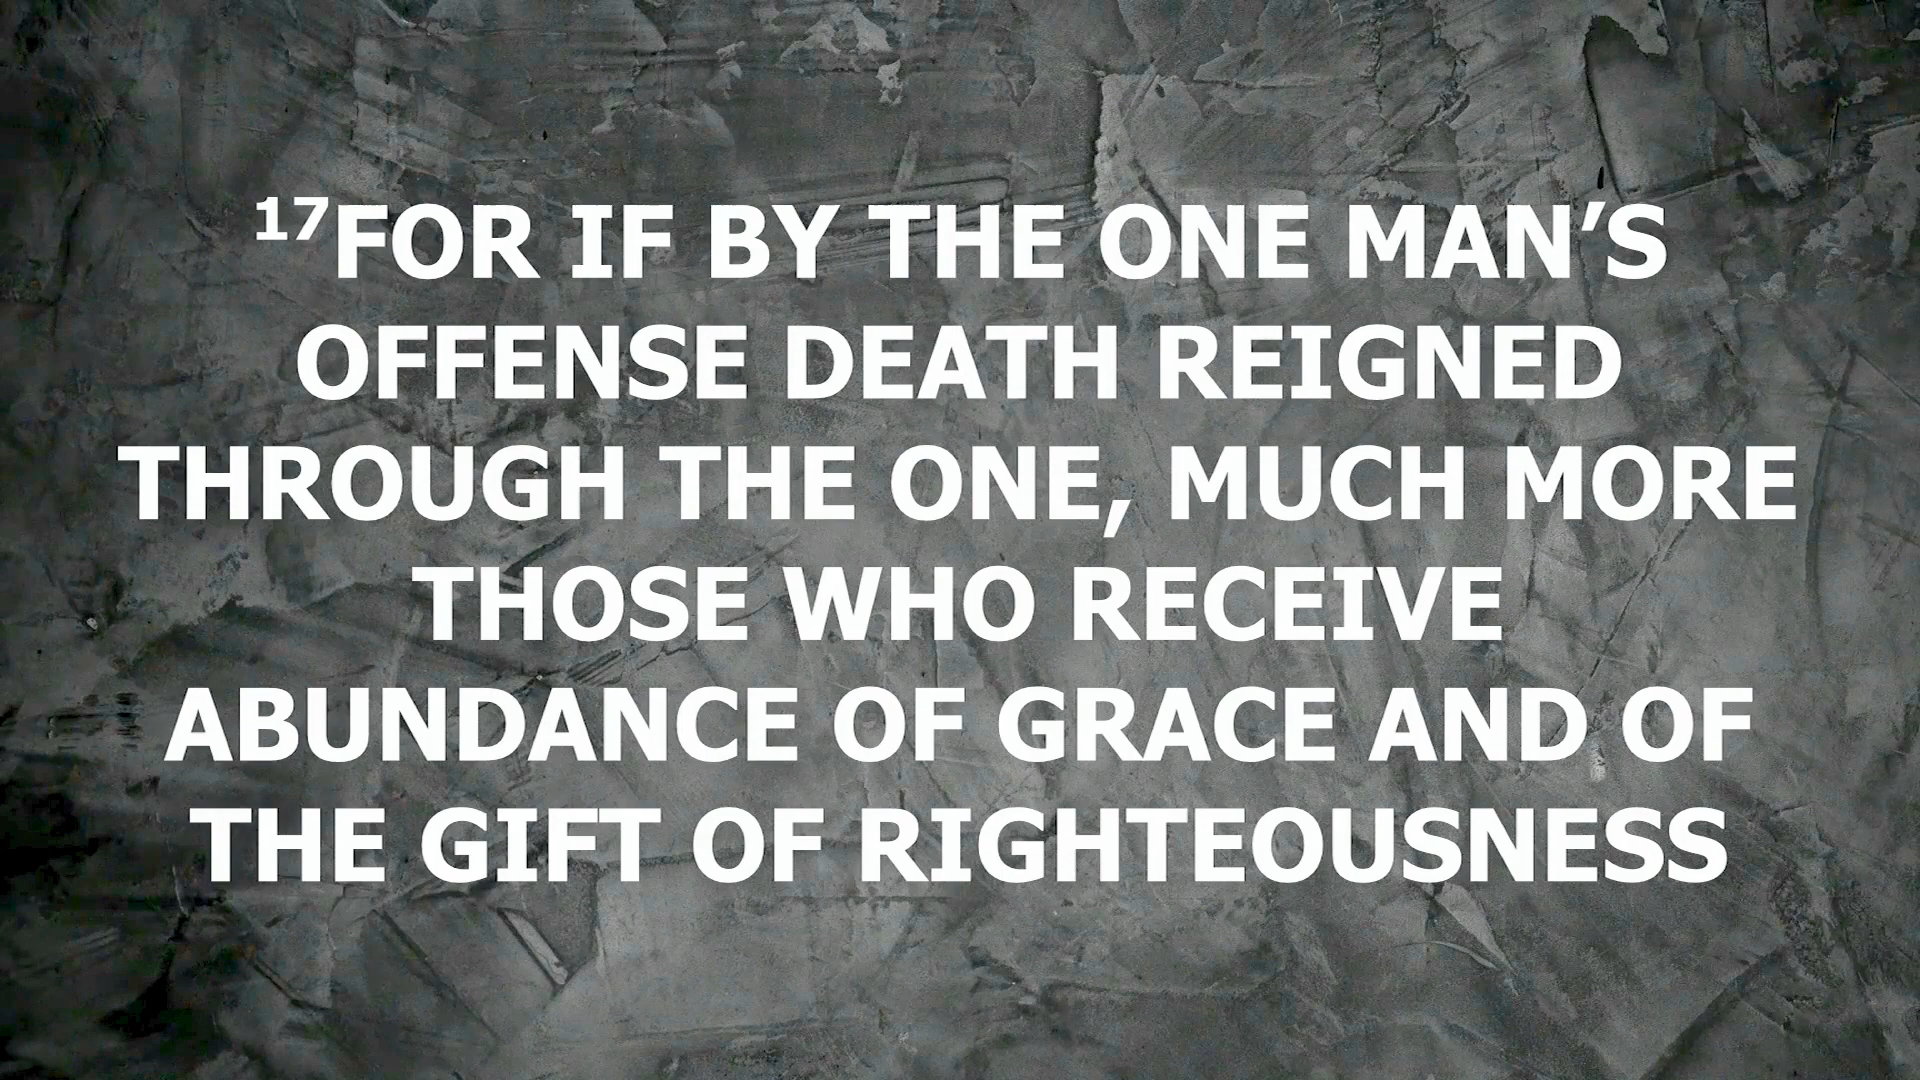 17FOR IF BY THE ONE MAN’S
OFFENSE DEATH REIGNED
THROUGH THE ONE, MUCH MORE
THOSE WHO RECEIVE
ABUNDANCE OF GRACE AND OF
THE GIFT OF RIGHTEOUSNESS